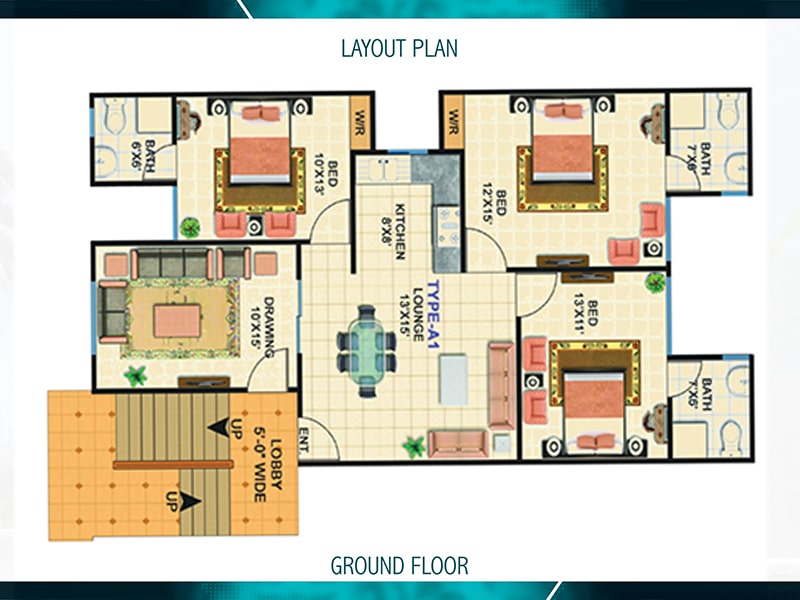 LAYOUT PLAN
BATH
6'X6'
BED
10'X13'
W/R
W/R
BED
12'X15'
BATH
7'X6'
KITCHEN
8'X8'
TYPE-A1
LOUNGE
13'X15'
DRAWING
10'X15'
BED
13'X11'
BATH
7'X6'
ENT.
LOBBY
5'-0" WIDE
UP
UP
GROUND FLOOR